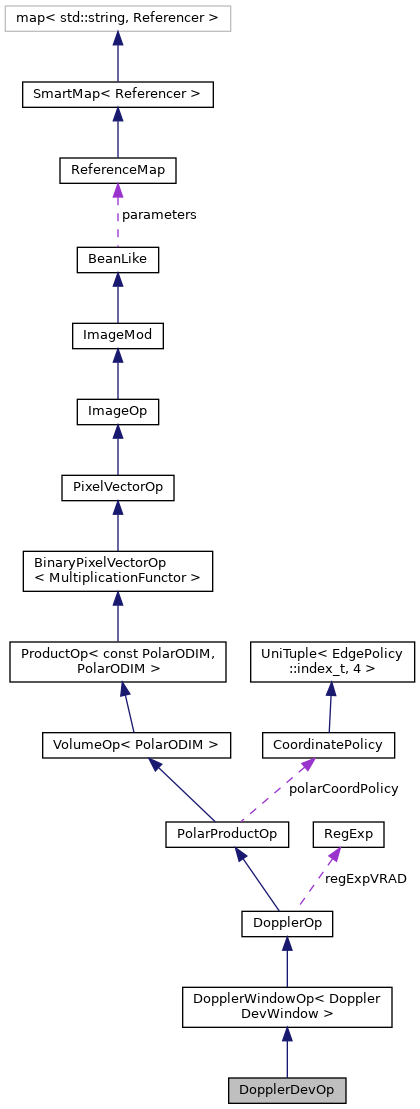 map< std::string, Referencer >
SmartMap< Referencer >
ReferenceMap
parameters
BeanLike
ImageMod
ImageOp
PixelVectorOp
BinaryPixelVectorOp
< MultiplicationFunctor >
ProductOp< const PolarODIM,
PolarODIM >
UniTuple< EdgePolicy
::index_t, 4 >
VolumeOp< PolarODIM >
CoordinatePolicy
polarCoordPolicy
PolarProductOp
RegExp
regExpVRAD
DopplerOp
DopplerWindowOp< Doppler
DevWindow >
DopplerDevOp